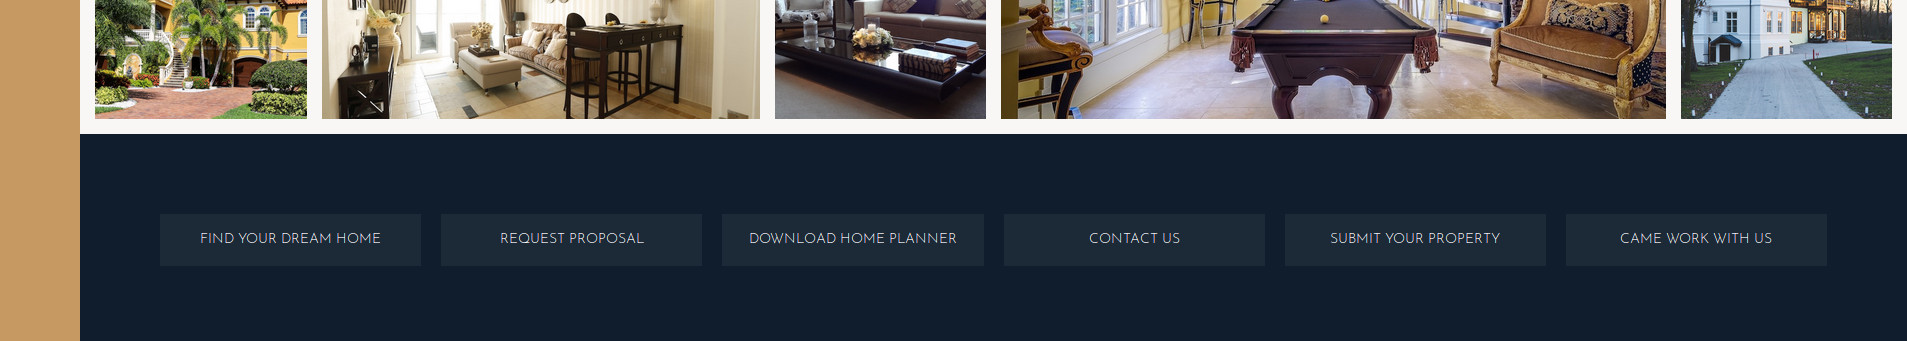 FIND YOUR DREAM HOME
REQUEST PROPOSAL
DOWNLOAD HOME PLANNER
CONTACT US
SUBMIT YOUR PROPERTY
CAME WORK WITH US